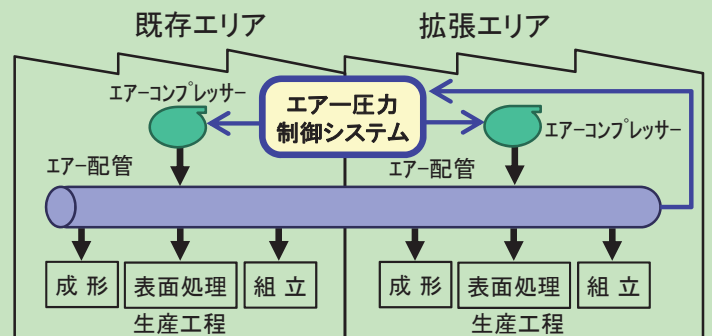 既存エリア
拡張エリア
エアーコンプレッサー
エアー圧力
制御システム
エアーコンプレッサー
エアー配管
エアー配管
成 形
表面処理
組 立
成 形
表面処理
組 立
生産工程
生産工程